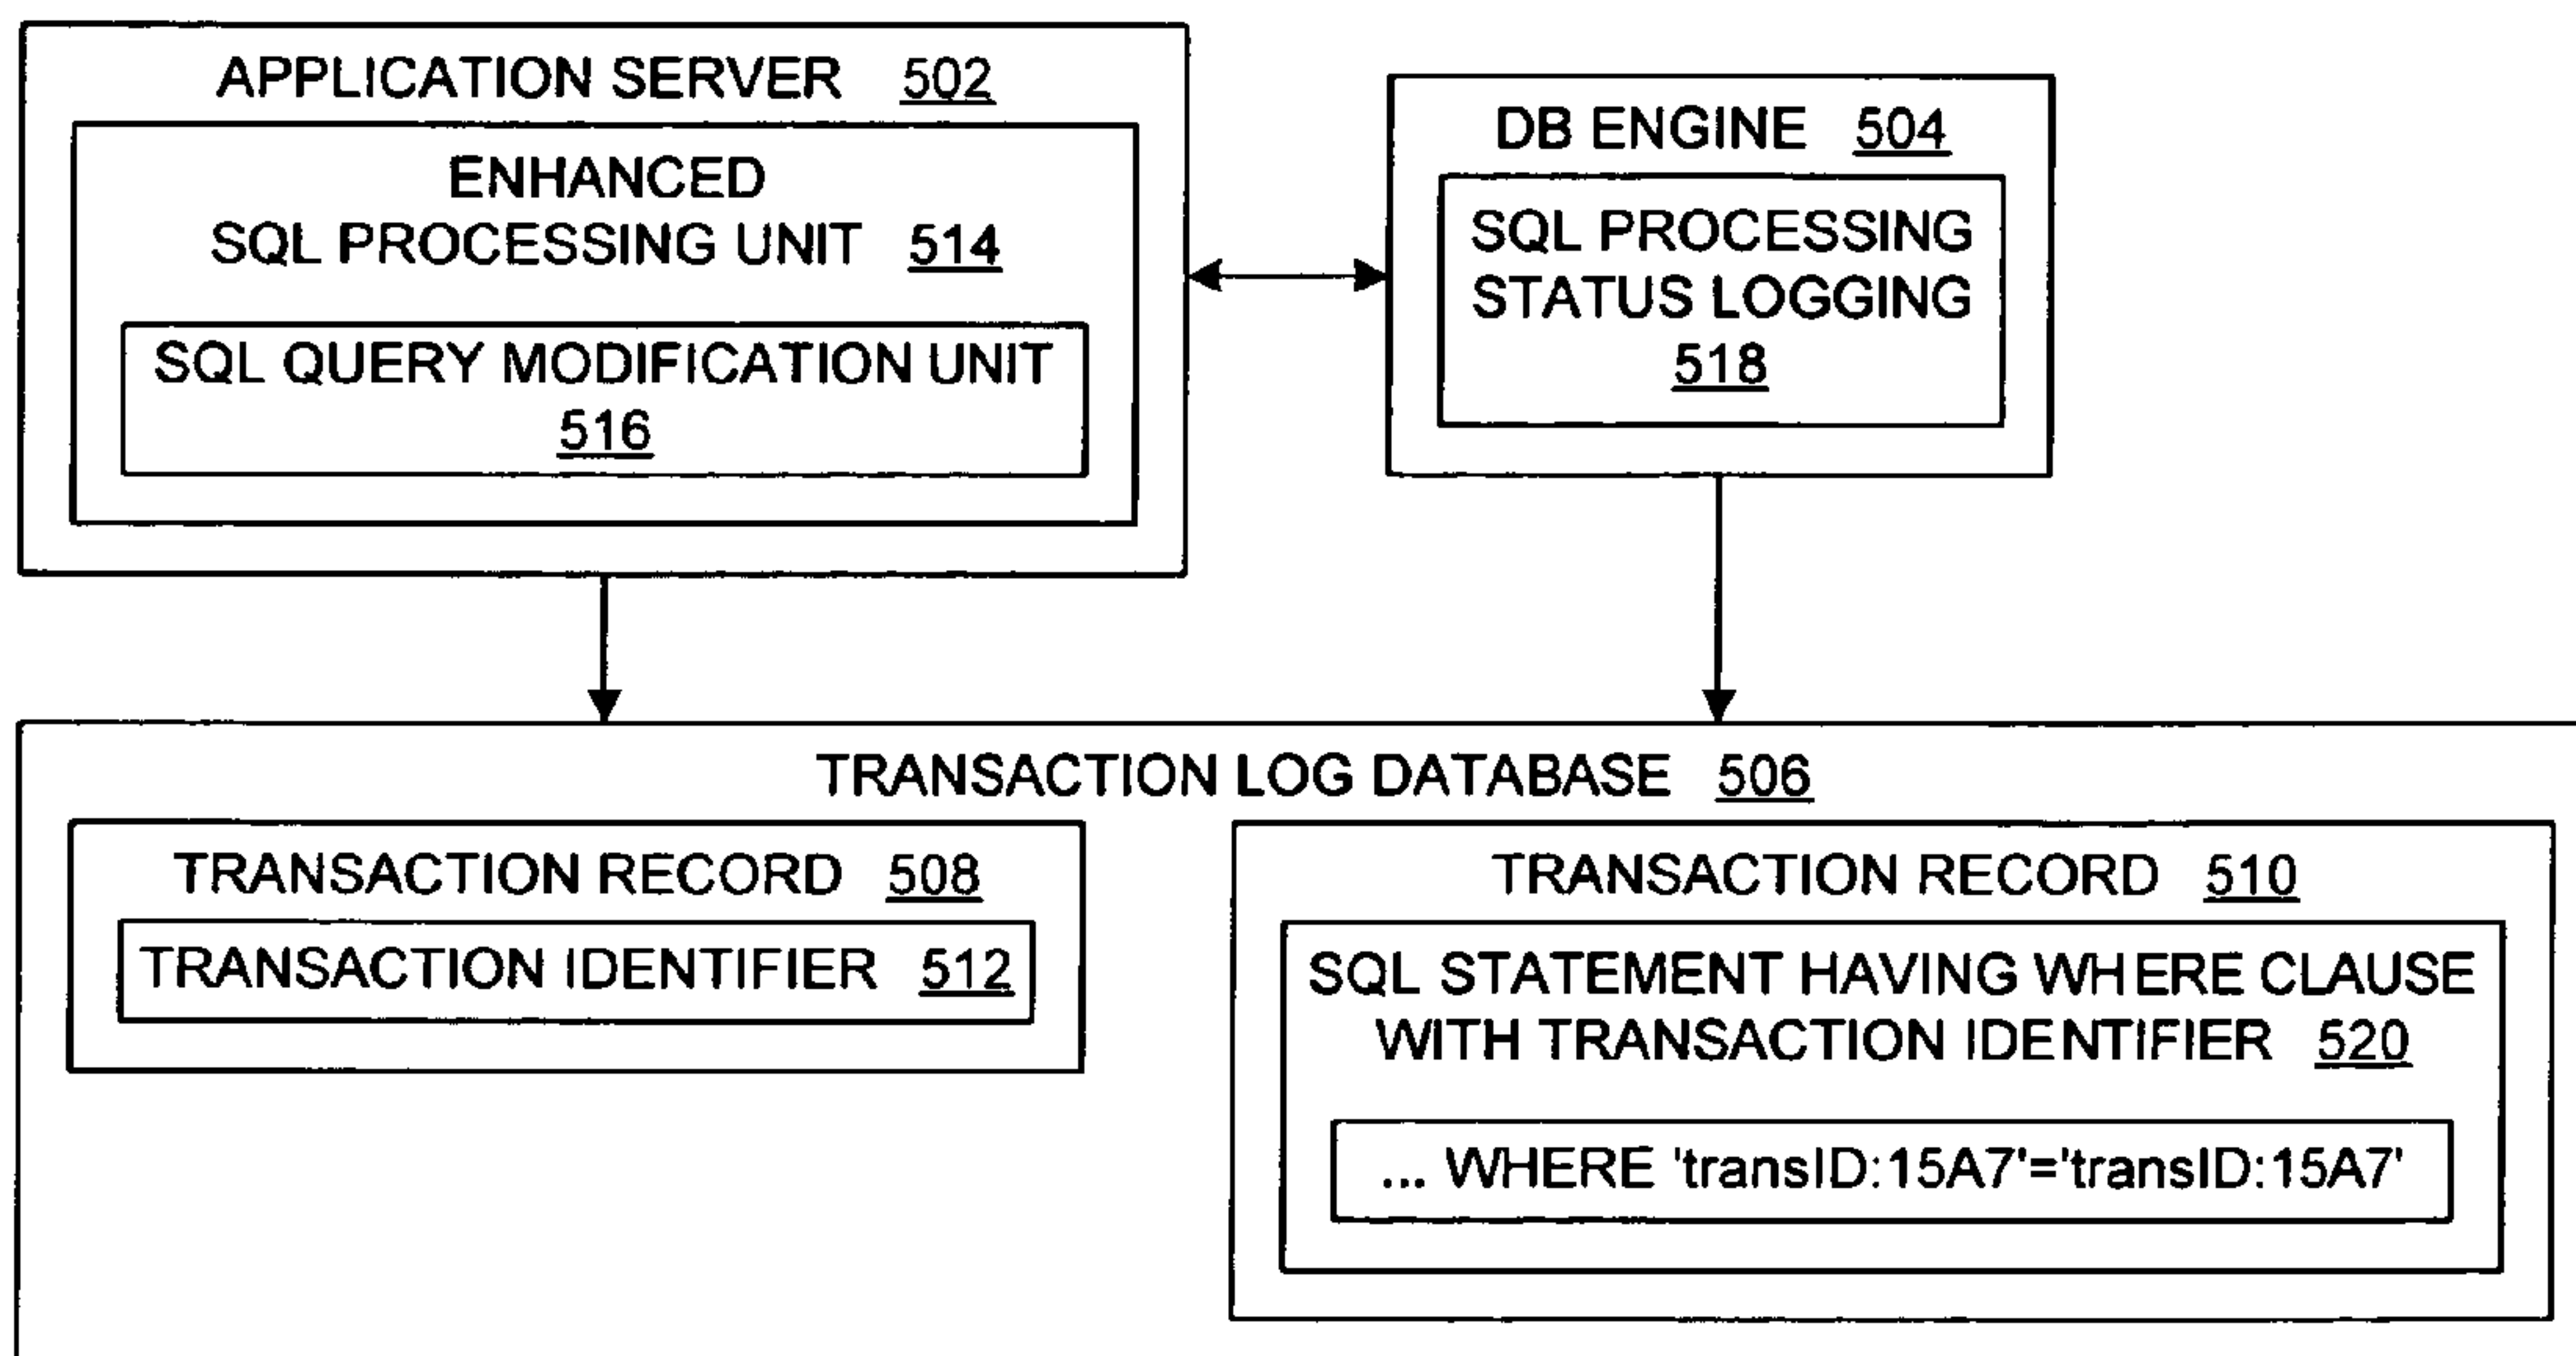 APPLICATION SERVER 502
ENHANCED
SQL PROCESSING UNIT 514
SQL QUERY MODIFICATION UNIT
516
DB ENGINE 504
SQL PROCESSING
STATUS LOGGING
518
TRANSACTION LOG DATABASE 506
TRANSACTION RECORD 508
TRANSACTION IDENTIFIER 512
TRANSACTION RECORD 510
SQL STATEMENT HAVING WHERE CLAUSE
WITH TRANSACTION IDENTIFIER 520
... WHERE 'transID:15A7'='transID:15A7'